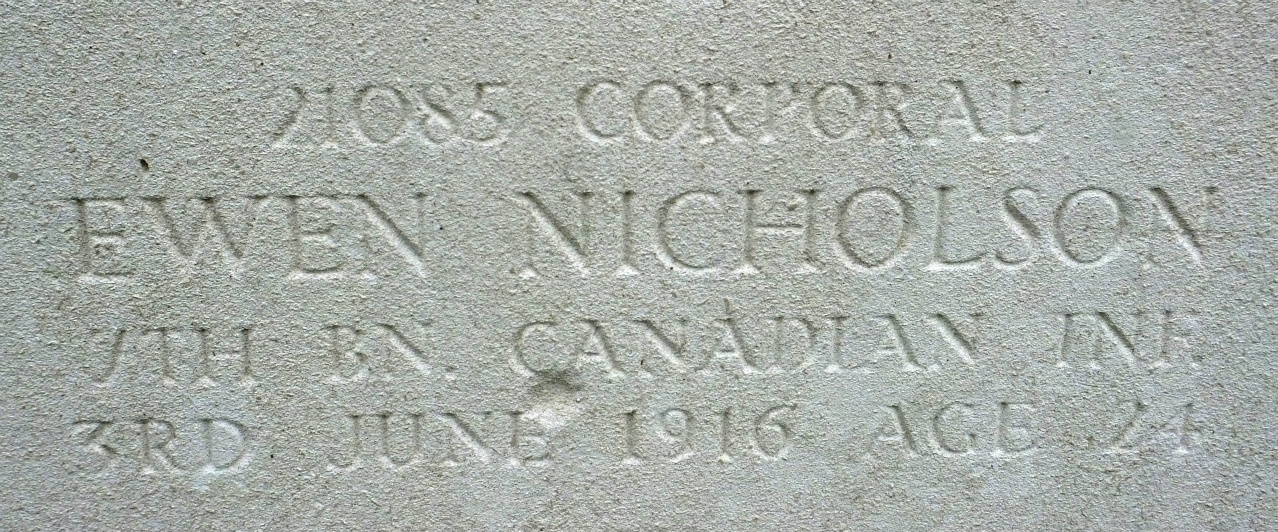 21085 CORPORAL
EWEN NICHOLSON
7TH BN. CANADIAN INF.
3RD JUNE 1916 AGE 24